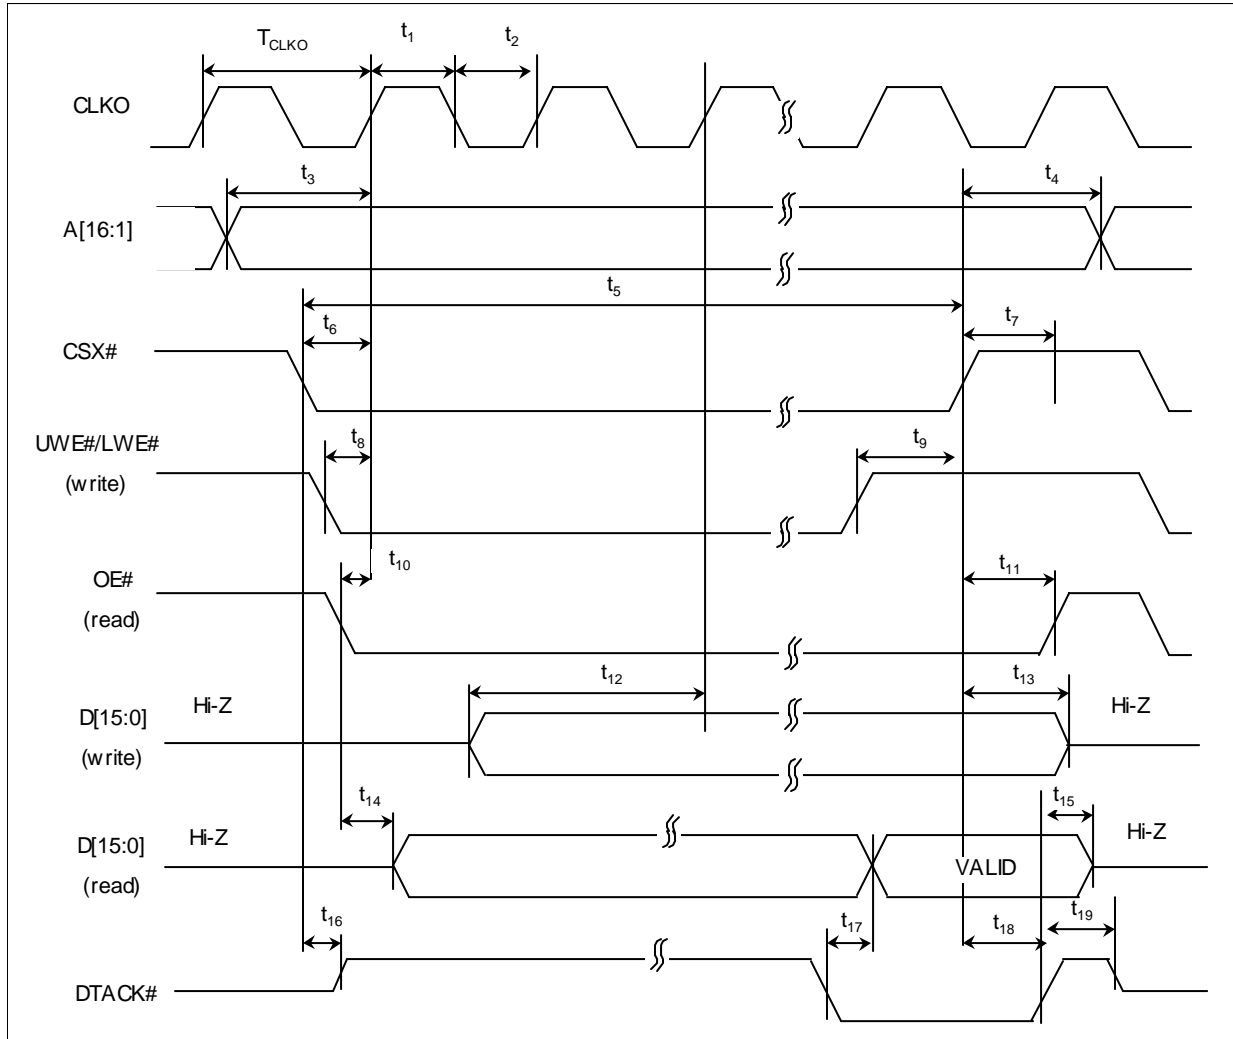 T_CLKO t_1 t_2
CLKO
t_3 t_4
A[16:1]
t_5
t_6 t_7
CSX#
UWE#/LWE# t_8 t_9
(write)
t_10 t_11
OE#
(read)
t_12 t_13
Hi-Z Hi-Z
D[15:0]
(write)
t_14 t_15
Hi-Z Hi-Z
D[15:0]
VALID
(read)
t_16 t_17 t_18 t_19
DTACK#